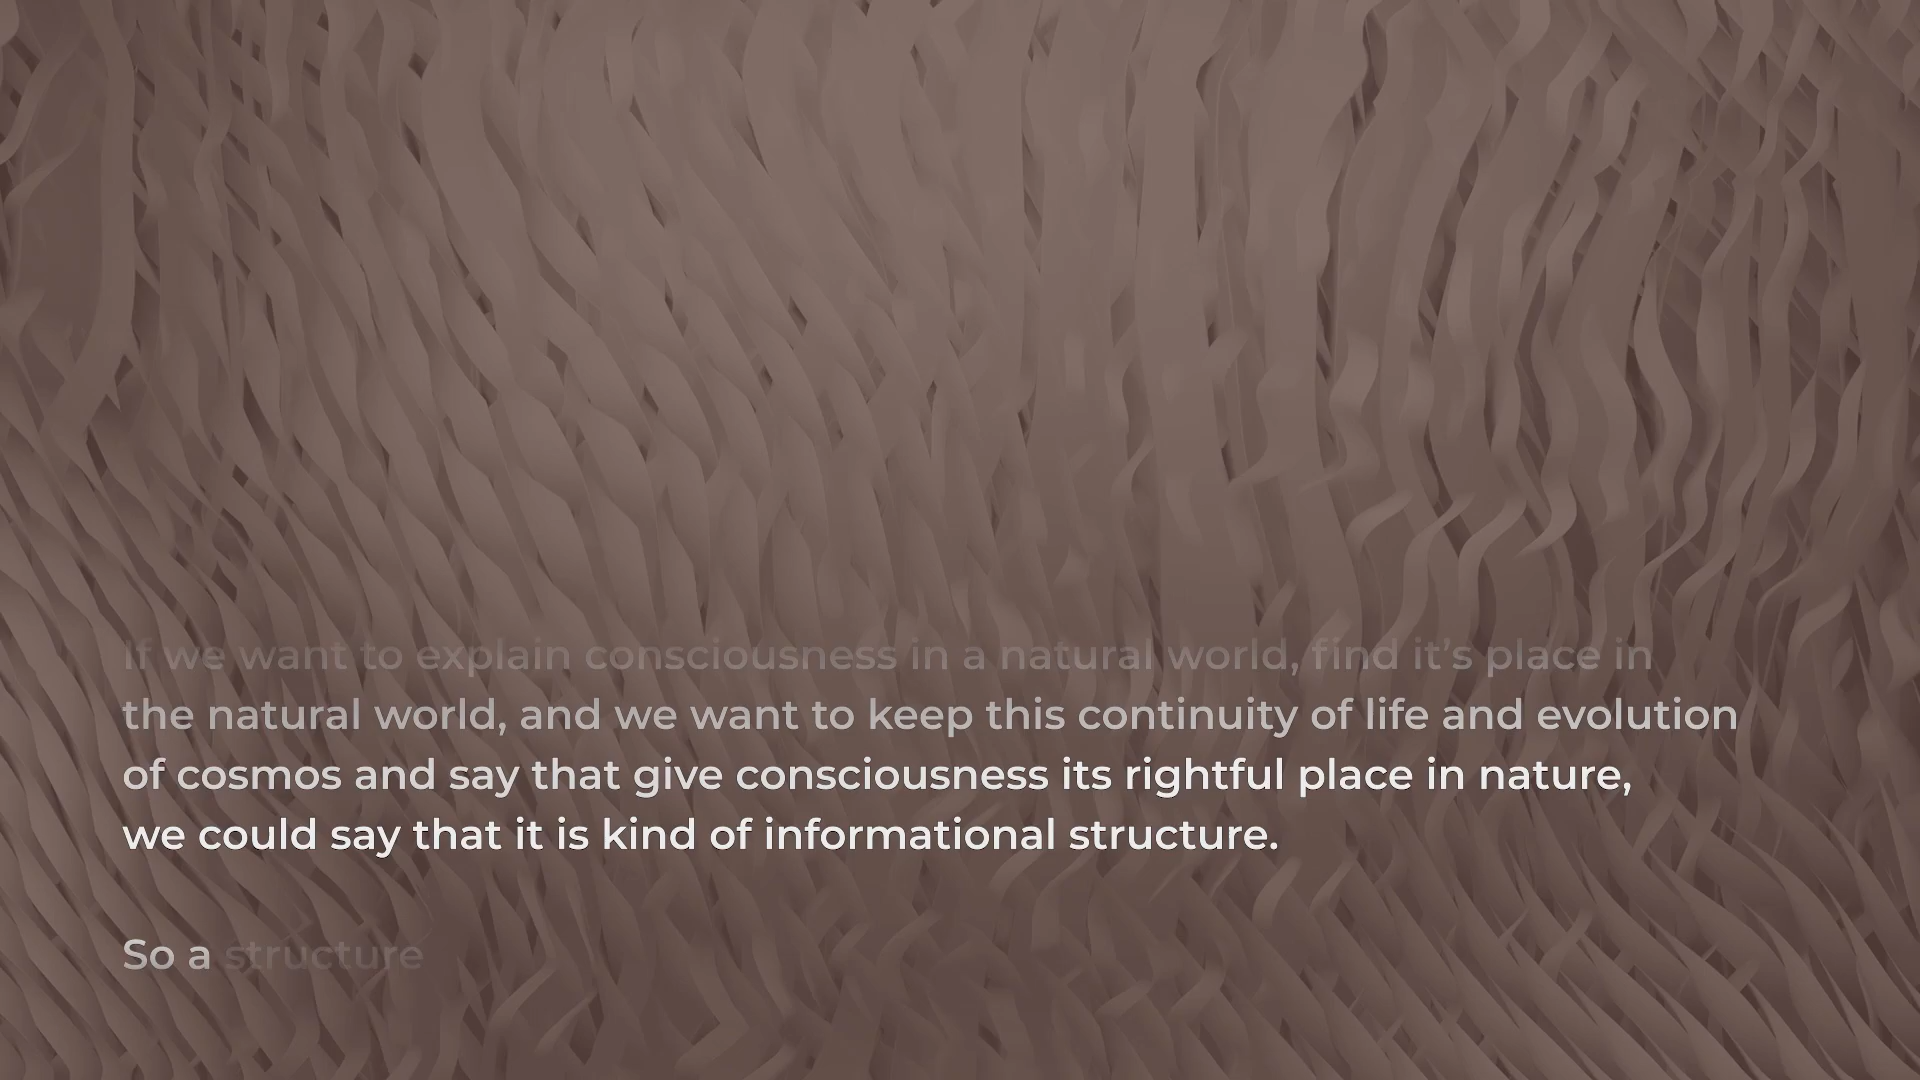 If we want to explain consciousness in a natural world, find it’s place in
the natural world, and we want to keep this continuity of life and evolution
of cosmos and say that give consciousness its rightful place in nature,
we could say that it is kind of informational structure.
So a structure